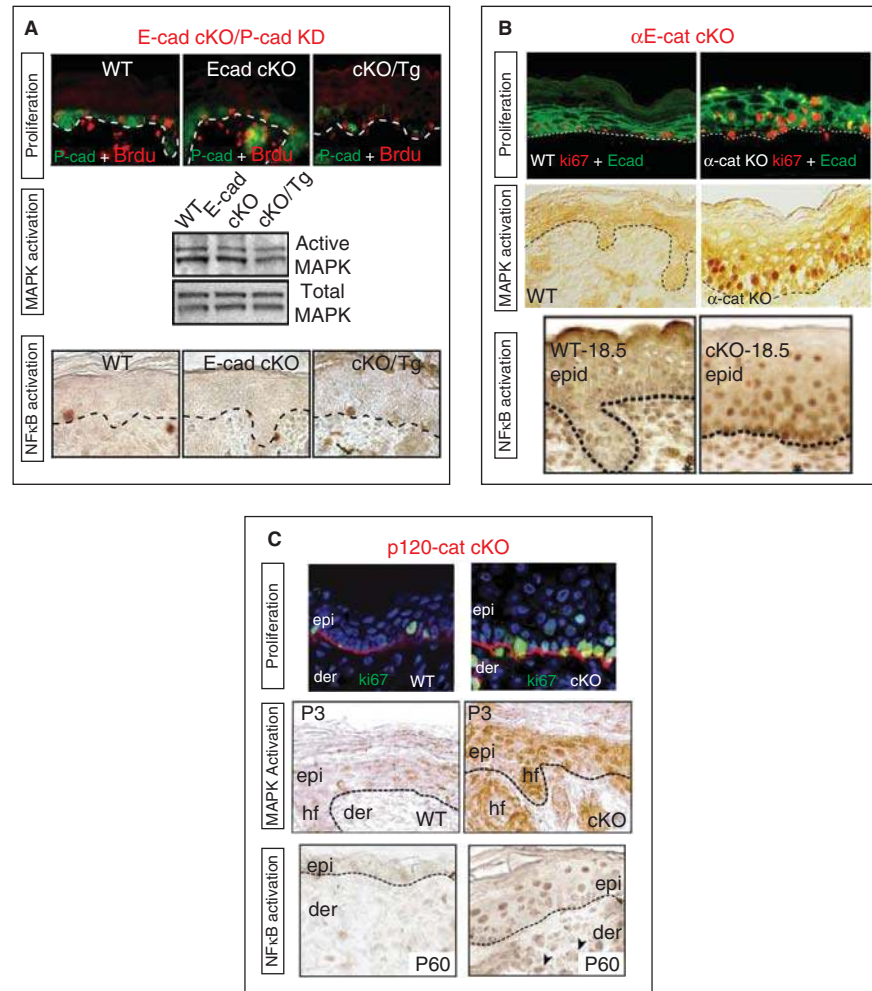 A
E-cad cKO/P-cad KD
Proliferation
WT
Ecad cKO
cKO/Tg
P-cad + Brdu
P-cad + Brdu
P-cad + Brdu
MAPK activation
WT
E-cad
cKO
cKO/Tg
Active
MAPK
Total
MAPK
NFκB activation
WT
E-cad cKO
cKO/Tg
B
αE-cat cKO
Proliferation
WT ki67 + Ecad
α-cat KO ki67 + Ecad
MAPK activation
WT
α-cat KO
NFκB activation
WT-18.5
epid
cKO-18.5
epid
C
p120-cat cKO
Proliferation
epi
der
ki67
WT
epi
der
ki67
cKO
MAPK Activation
P3
epi
hf
der
WT
P3
epi
hf
hf
cKO
NFκB activation
epi
der
P60
epi
der
P60